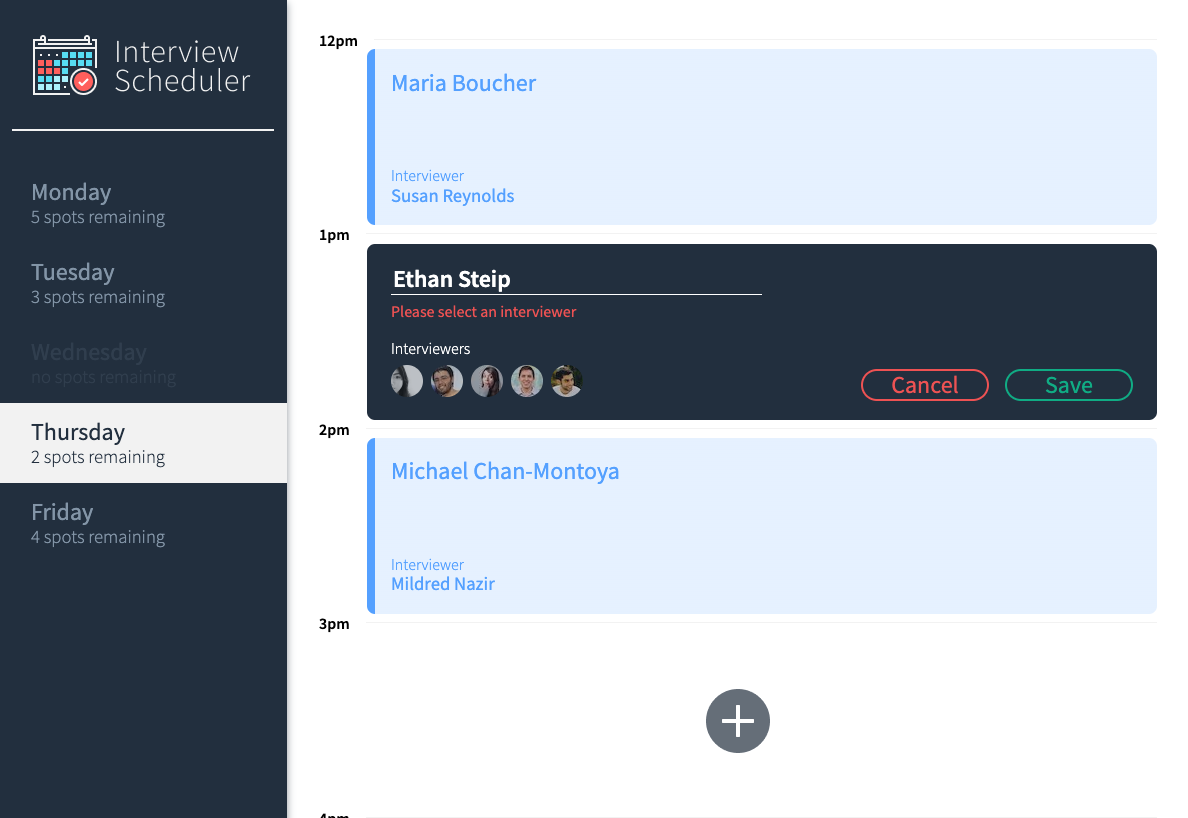 Interview
Scheduler
Monday
5 spots remaining
Tuesday
3 spots remaining
Wednesday
no spots remaining
Thursday
2 spots remaining
Friday
4 spots remaining
12pm
Maria Boucher
Interviewer
Susan Reynolds
1pm
Ethan Steip
Please select an interviewer
Interviewers
Cancel
Save
2pm
Michael Chan-Montoya
Interviewer
Mildred Nazir
3pm
4pm